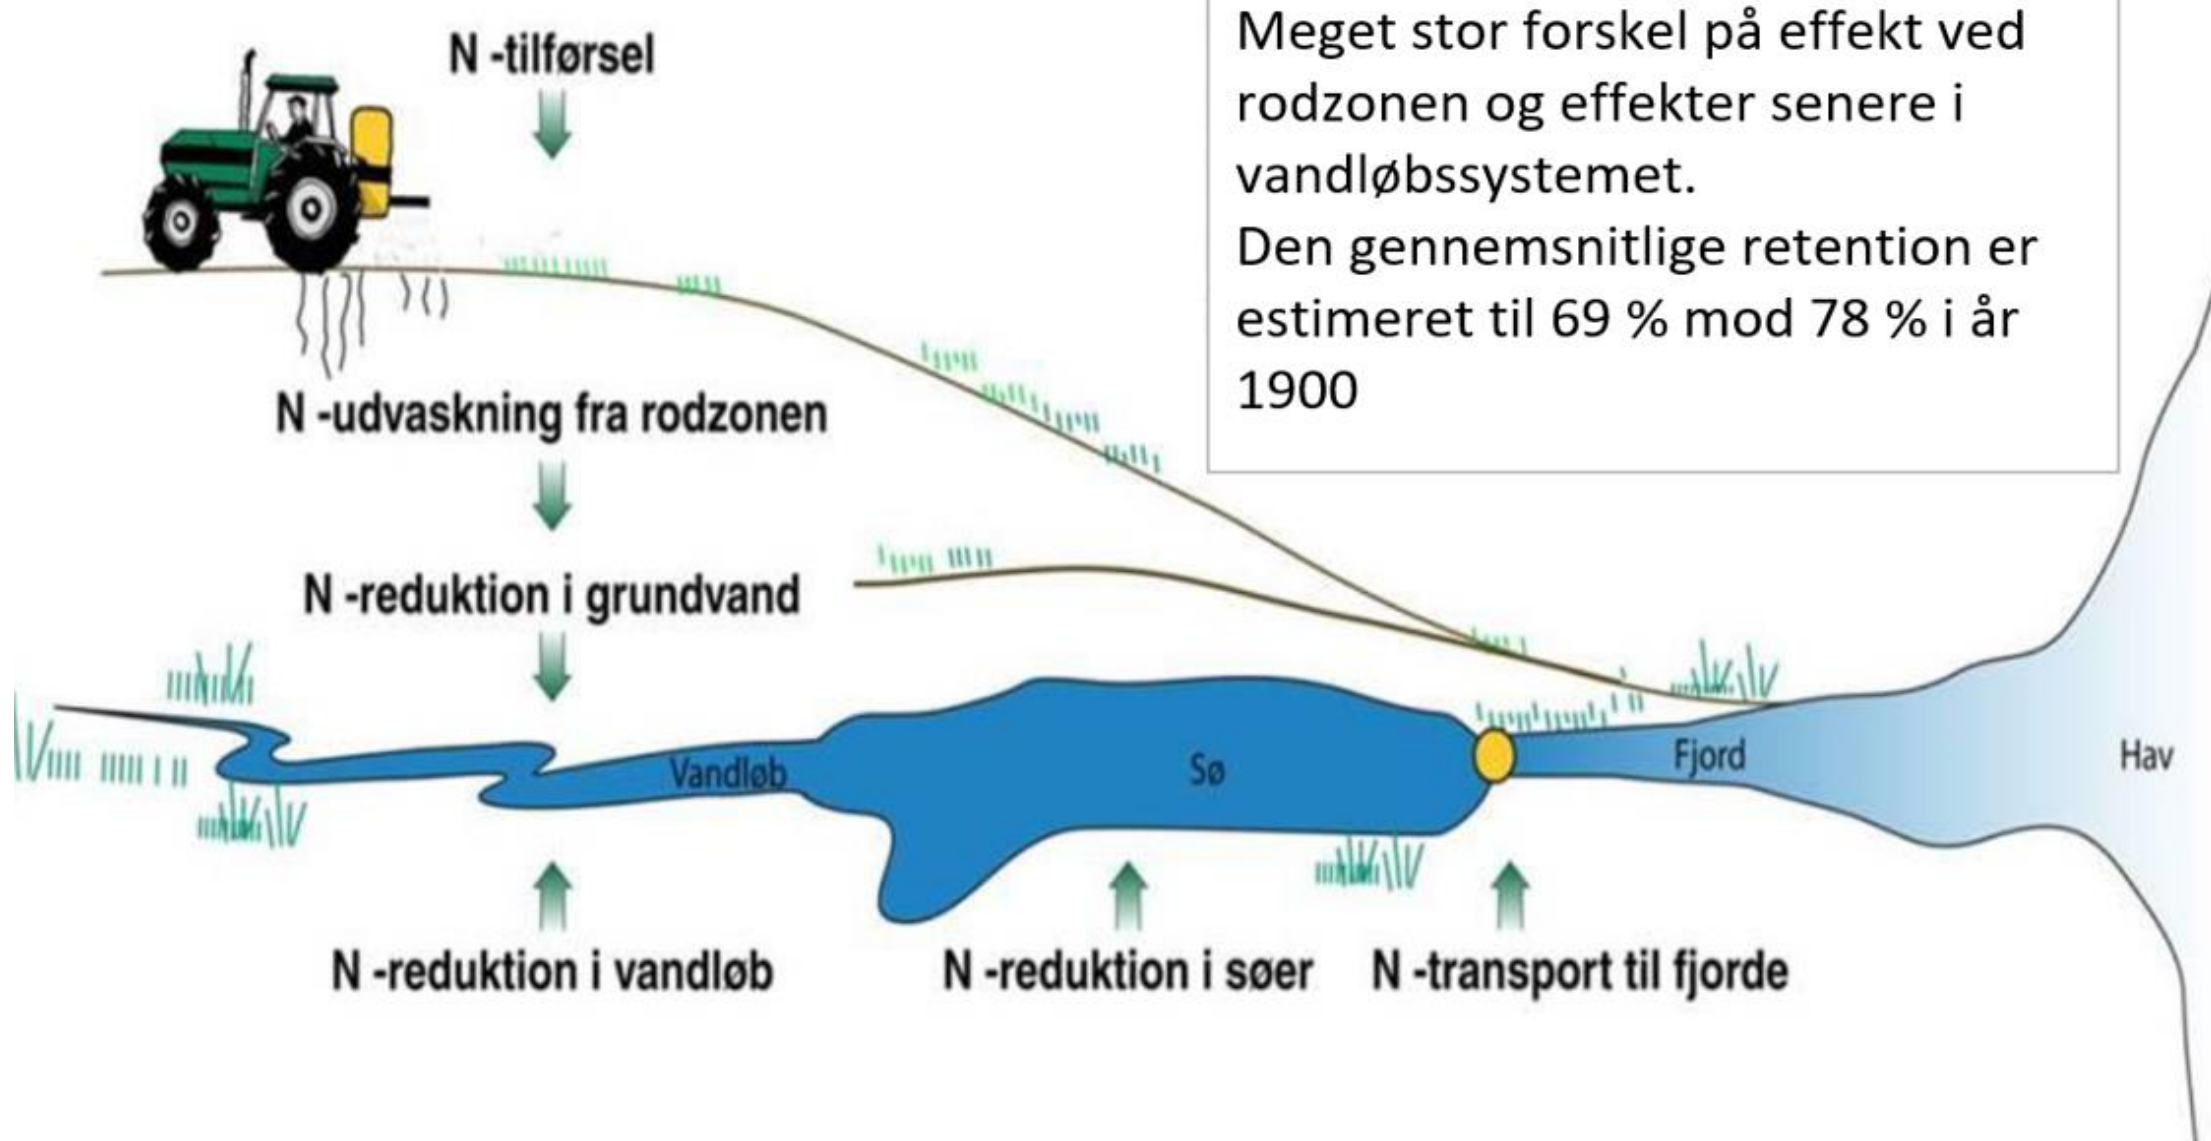 N -tilførsel
Meget stor forskel på effekt ved
rodzonen og effekter senere i
vandløbssystemet.
Den gennemsnitlige retention er
estimeret til 69 % mod 78 % i år
1900
N -udvaskning fra rodzonen
N -reduktion i grundvand
Vandløb
Sø
Fjord
Hav
N -reduktion i vandløb
N -reduktion i søer
N -transport til fjorde